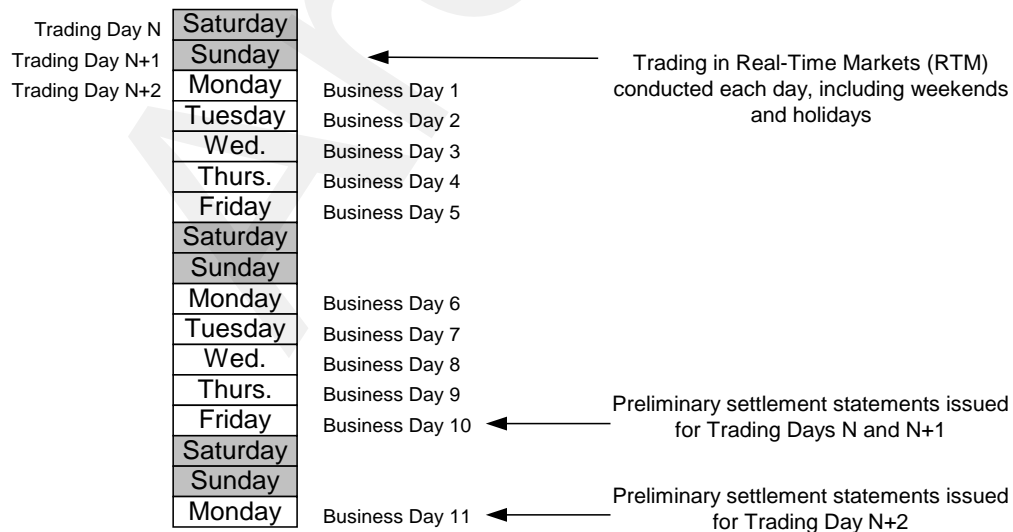 Trading Day N Saturday
Trading Day N+1 Sunday
Trading Day N+2 Monday Business Day 1
Tuesday Business Day 2
Wed. Business Day 3
Thurs. Business Day 4
Friday Business Day 5
Saturday
Sunday
Monday Business Day 6
Tuesday Business Day 7
Wed. Business Day 8
Thurs. Business Day 9
Friday Business Day 10
Saturday
Sunday
Monday Business Day 11
Trading in Real-Time Markets (RTM)
conducted each day, including weekends
and holidays
Preliminary settlement statements issued
for Trading Days N and N+1
Preliminary settlement statements issued
for Trading Day N+2